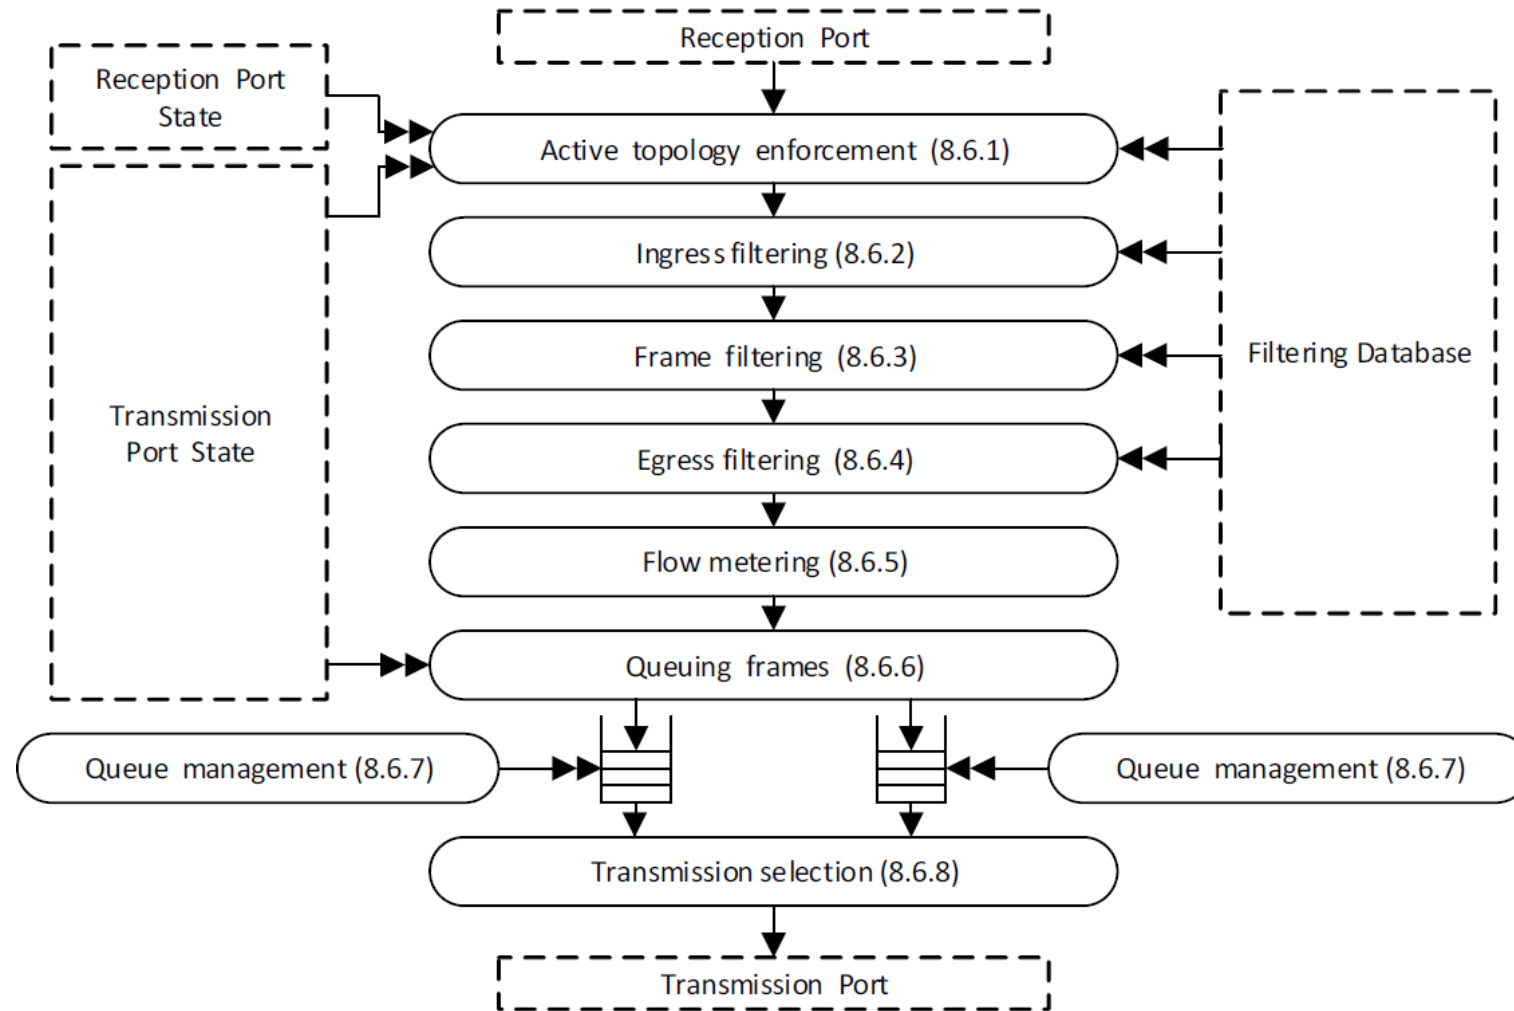 Reception Port
Reception Port
State
Active topology enforcement (8.6.1)
Ingress filtering (8.6.2)
Frame filtering (8.6.3)
Filtering Database
Transmission
Port State
Egress filtering (8.6.4)
Flow metering (8.6.5)
Queuing frames (8.6.6)
Queue management (8.6.7)
Queue management (8.6.7)
Transmission selection (8.6.8)
Transmission Port